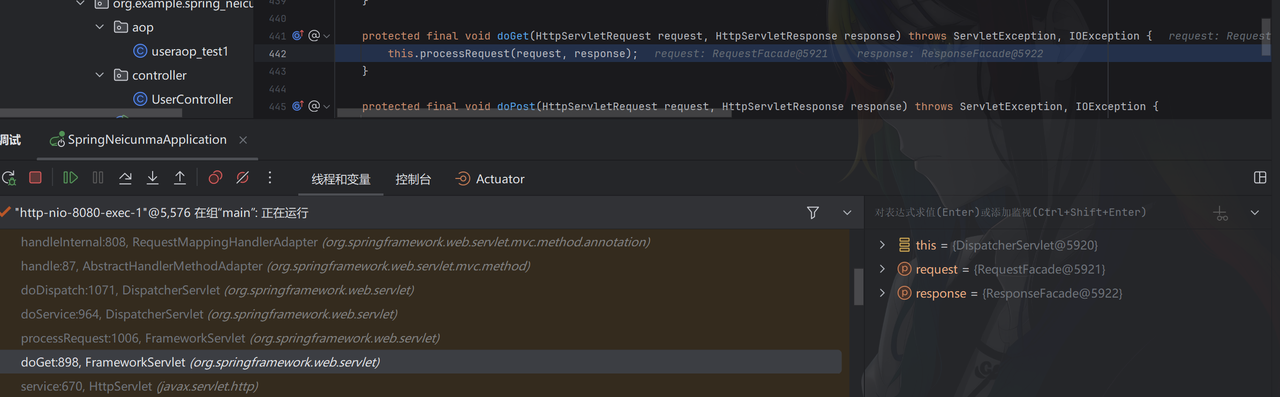 org.example.spring_neicu
aop
useraop_test1
controller
UserController
439
}
440
441 @ protected final void doGet(HttpServletRequest request, HttpServletResponse response) throws ServletException, IOException { request: Request
442 this.processRequest(request, response); request: RequestFacade@5921 response: ResponseFacade@5922
443 }
444
445 @ protected final void doPost(HttpServletRequest request, HttpServletResponse response) throws ServletException, IOException {
调试 SpringNeicunmaApplication ×
线程和变量 控制台 Actuator
"http-nio-8080-exec-1"@5,576 在组“main”: 正在运行
对表达式求值(Enter)或添加监视(Ctrl+Shift+Enter)
handleInternal:808, RequestMappingHandlerAdapter (org.springframework.web.servlet.mvc.method.annotation)
handle:87, AbstractHandlerMethodAdapter (org.springframework.web.servlet.mvc.method)
doDispatch:1071, DispatcherServlet (org.springframework.web.servlet)
doService:964, DispatcherServlet (org.springframework.web.servlet)
processRequest:1006, FrameworkServlet (org.springframework.web.servlet)
doGet:898, FrameworkServlet (org.springframework.web.servlet)
service:670, HttpServlet (javax.servlet.http)
this = {DispatcherServlet@5920}
request = {RequestFacade@5921}
response = {ResponseFacade@5922}